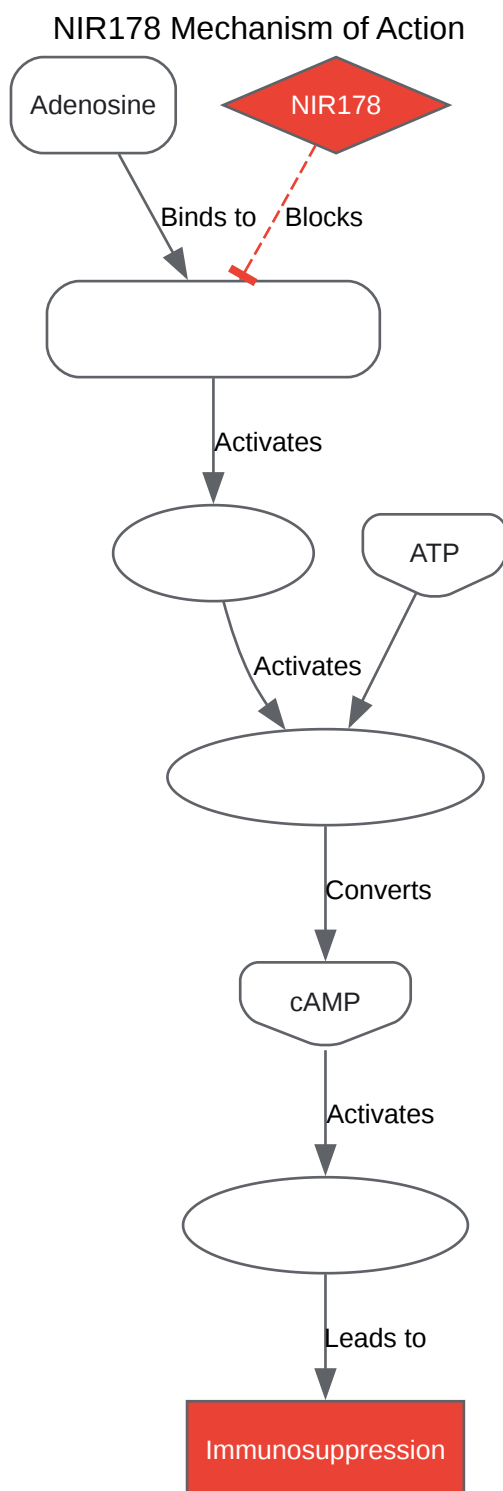 NIR178 Mechanism of Action
Adenosine
NIR178
Binds to
Blocks
Activates
ATP
Activates
Converts
cAMP
Activates
Leads to
Immunosuppression